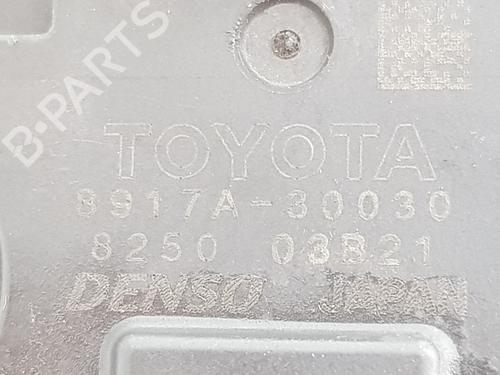 B-PARTS
TOYOTA
8917A-30030
8250 03B21
DENSO JAPAN